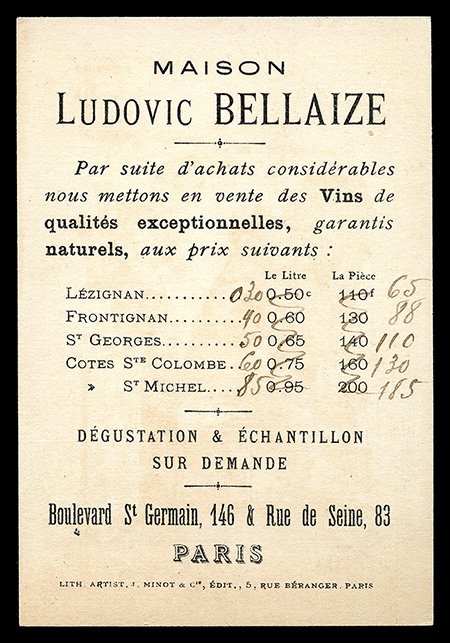 MAISON
LUDOVIC BELLAIZE
Par suite d'achats considérables
nous mettons en vente des Vins de
qualités exceptionnelles, garantis
naturels, aux prix suivants :
Le Litre La Pièce
LÉZIGNAN........... 030 0.50c 110f 65
FRONTIGNAN......... 40 0.60 130 88
ST GEORGES......... 50 0.65 140 110
COTES STE COLOMBE. 60 0.75 160 130
» ST MICHEL.... 85 0.95 200 185
DÉGUSTATION & ÉCHANTILLON
SUR DEMANDE
Boulevard St Germain, 146 & Rue de Seine, 83
PARIS
LITH. ARTIST. J. MINOT & Cie, ÉDIT., 5, RUE BÉRANGER. PARIS